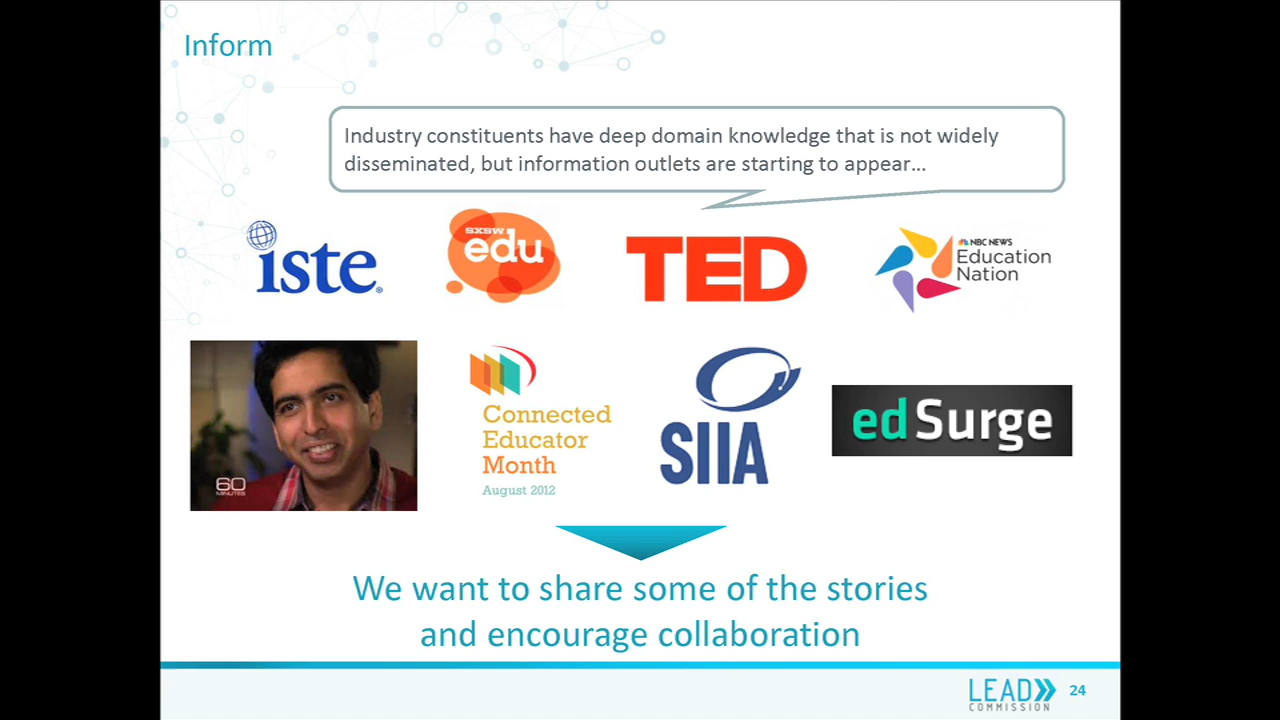 Inform
Industry constituents have deep domain knowledge that is not widely
disseminated, but information outlets are starting to appear…
iste®
SXSW
edu
TED
NBC NEWS
Education
Nation
60
MINUTES
Connected
Educator
Month
August 2012
SIIA
edSurge
We want to share some of the stories
and encourage collaboration
LEAD
COMMISSION
24